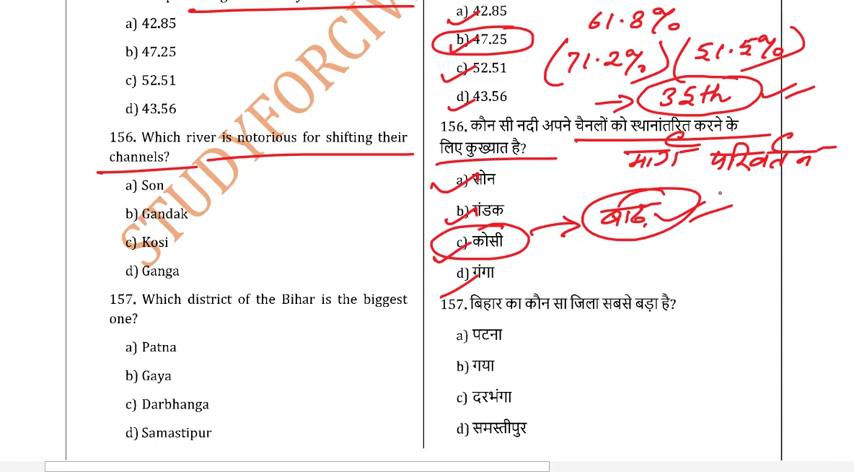 a) 42.85
b) 47.25
c) 52.51
d) 43.56
156. Which river is notorious for shifting their
channels?
a) Son
b) Gandak
c) Kosi
d) Ganga
157. Which district of the Bihar is the biggest
one?
a) Patna
b) Gaya
c) Darbhanga
d) Samastipur
STUDYFORCIV
a) 42.85
b) 47.25
c) 52.51
d) 43.56
61.8%
(71.2%) (51.5%)
35th
156. कौन सी नदी अपने चैनलों को स्थानांतरित करने के
लिए कुख्यात है?
मार्ग परिवर्तन
a) सोन
b) गंडक
c) कोसी
d) गंगा
बाढ़
157. बिहार का कौन सा जिला सबसे बड़ा है?
a) पटना
b) गया
c) दरभंगा
d) समस्तीपुर